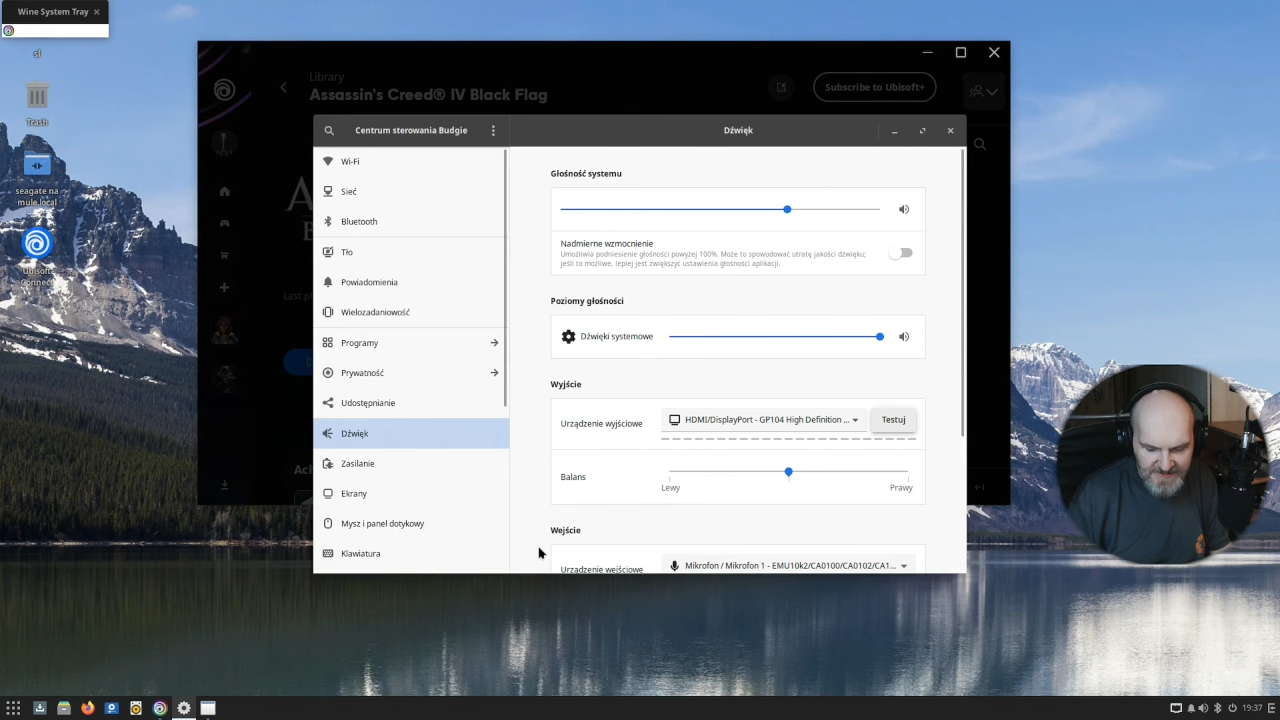 Wine System Tray
sf
Trash
seagate na
mule.local
Ubisoft
Connect
Library
Assassin's Creed® IV Black Flag
Subscribe to Ubisoft+
Last pl
Ach
Centrum sterowania Budgie
Dźwięk
Wi-Fi
Sieć
Bluetooth
Tło
Powiadomienia
Wielozadaniowość
Programy
Prywatność
Udostępnianie
Dźwięk
Zasilanie
Ekrany
Mysz i panel dotykowy
Klawiatura
Głośność systemu
Nadmierne wzmocnienie
Umożliwia podniesienie głośności powyżej 100%. Może to spowodować utratę jakości dźwięku;
jeśli to możliwe, lepiej jest zwiększyć ustawienia głośności aplikacji.
Poziomy głośności
Dźwięki systemowe
Wyjście
Urządzenie wyjściowe
HDMI/DisplayPort - GP104 High Definition ...
Testuj
Balans
Lewy
Prawy
Wejście
Urządzenie wejściowe
Mikrofon / Mikrofon 1 - EMU10k2/CA0100/CA0102/CA1...
19:37